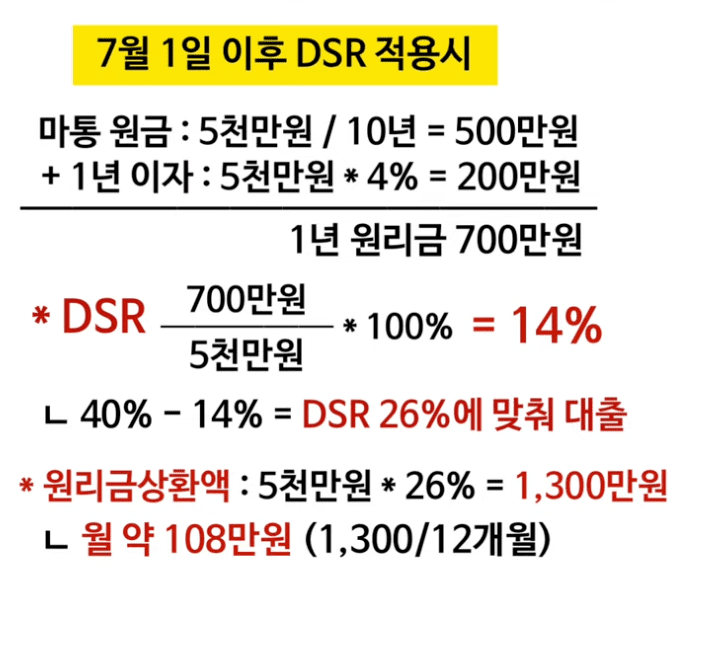 7월 1일 이후 DSR 적용시
마통 원금 : 5천만원 / 10년 = 500만원
+ 1년 이자 : 5천만원 * 4% = 200만원
1년 원리금 700만원
* DSR 700만원 / 5천만원 * 100% = 14%
ㄴ 40% - 14% = DSR 26%에 맞춰 대출
* 원리금상환액 : 5천만원 * 26% = 1,300만원
ㄴ 월 약 108만원 (1,300/12개월)